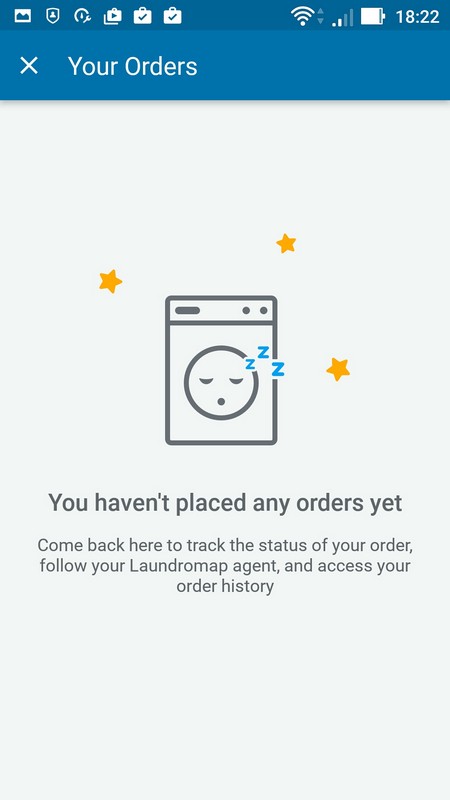 18:22
Your Orders
z z z
You haven't placed any orders yet
Come back here to track the status of your order,
follow your Laundromap agent, and access your
order history